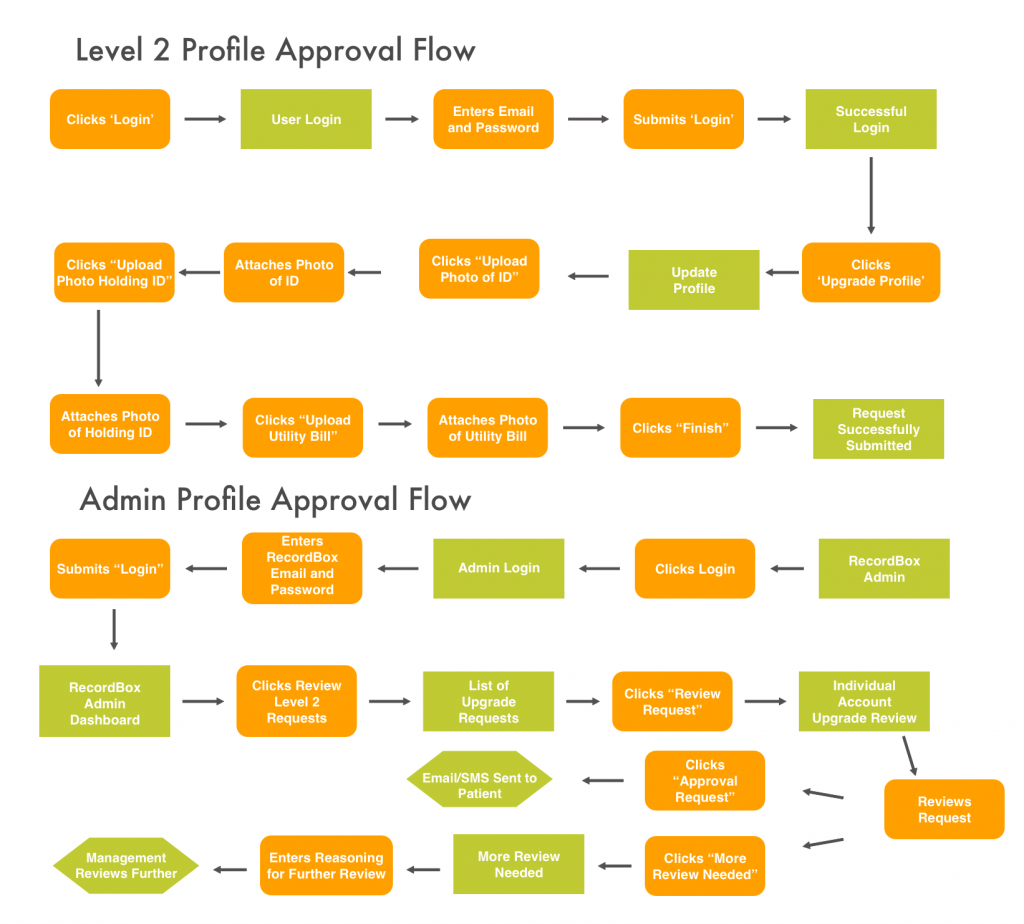 Level 2 Profile Approval Flow
Clicks ‘Login’
User Login
Enters Email
and Password
Submits ‘Login’
Successful
Login
Clicks “Upload
Photo Holding ID”
Attaches Photo
of ID
Clicks “Upload
Photo of ID”
Update
Profile
Clicks
‘Upgrade Profile’
Attaches Photo
of Holding ID
Clicks “Upload
Utility Bill”
Attaches Photo
of Utility Bill
Clicks “Finish”
Request
Successfully
Submitted
Admin Profile Approval Flow
Submits “Login”
Enters
RecordBox
Email and
Password
Admin Login
Clicks Login
RecordBox
Admin
RecordBox
Admin
Dashboard
Clicks Review
Level 2
Requests
List of
Upgrade
Requests
Clicks “Review
Request”
Individual
Account
Upgrade Review
Email/SMS Sent to
Patient
Clicks
“Approval
Request”
Reviews
Request
Management
Reviews Further
Enters Reasoning
for Further Review
More Review
Needed
Clicks “More
Review Needed”